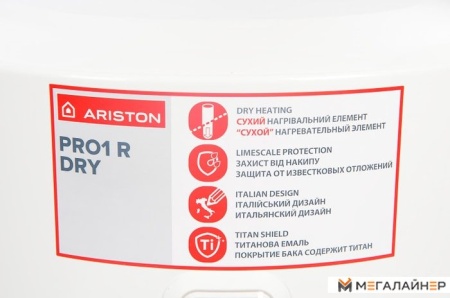 ARISTON
PRO1 R
DRY
DRY HEATING
СУХИЙ НАГРІВАЛЬНИЙ ЕЛЕМЕНТ
"СУХОЙ" НАГРЕВАТЕЛЬНЫЙ ЭЛЕМЕНТ
LIMESCALE PROTECTION
ЗАХИСТ ВІД НАКИПУ
ЗАЩИТА ОТ ИЗВЕСТКОВЫХ ОТЛОЖЕНИЙ
ITALIAN DESIGN
ІТАЛІЙСЬКИЙ ДИЗАЙН
ИТАЛЬЯНСКИЙ ДИЗАЙН
Ti
TITAN SHIELD
ТИТАНОВА ЕМАЛЬ
ПОКРЫТИЕ БАКА СОДЕРЖИТ ТИТАН
МЕГАЛАЙНЕР